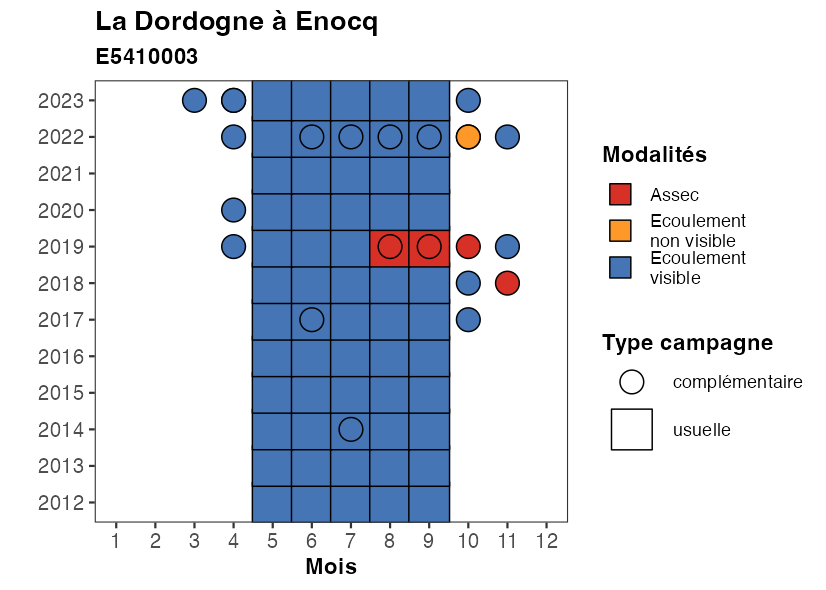 La Dordogne à Enocq
E5410003
2023
2022
2021
2020
2019
2018
2017
2016
2015
2014
2013
2012
1 2 3 4 5 6 7 8 9 10 11 12
Mois
Modalités
Assec
Ecoulement
non visible
Ecoulement
visible
Type campagne
complémentaire
usuelle